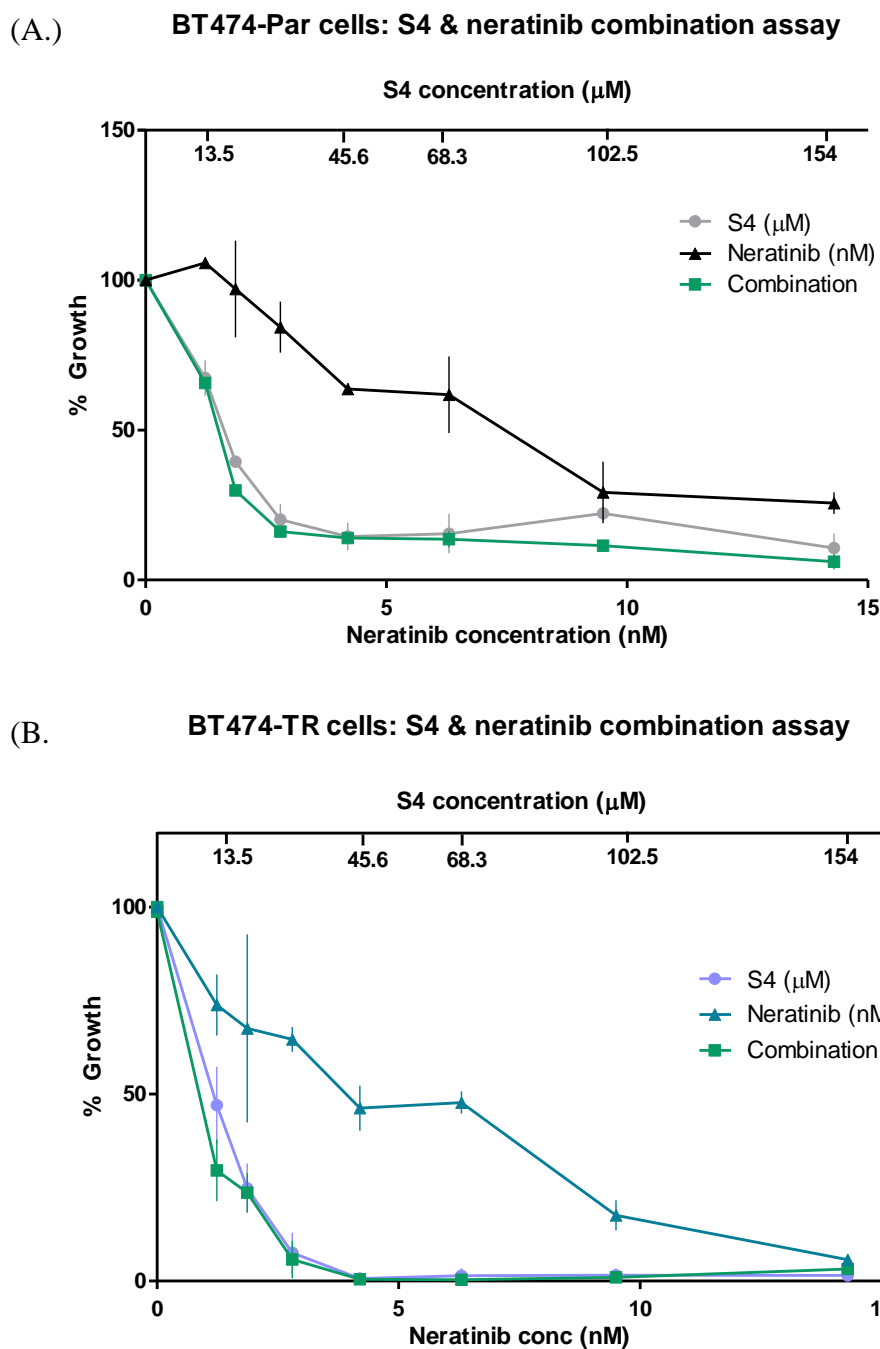 (A.) BT474-Par cells: S4 & neratinib combination assay
S4 concentration (μM)
13.5 45.6 68.3 102.5 154
150
100
50
0
% Growth
S4 (μM)
Neratinib (nM)
Combination
0 5 10 15
Neratinib concentration (nM)
(B. BT474-TR cells: S4 & neratinib combination assay
S4 concentration (μM)
13.5 45.6 68.3 102.5 154
100
50
0
% Growth
S4 (μM)
Neratinib (nM
Combination
0 5 10 1
Neratinib conc (nM)